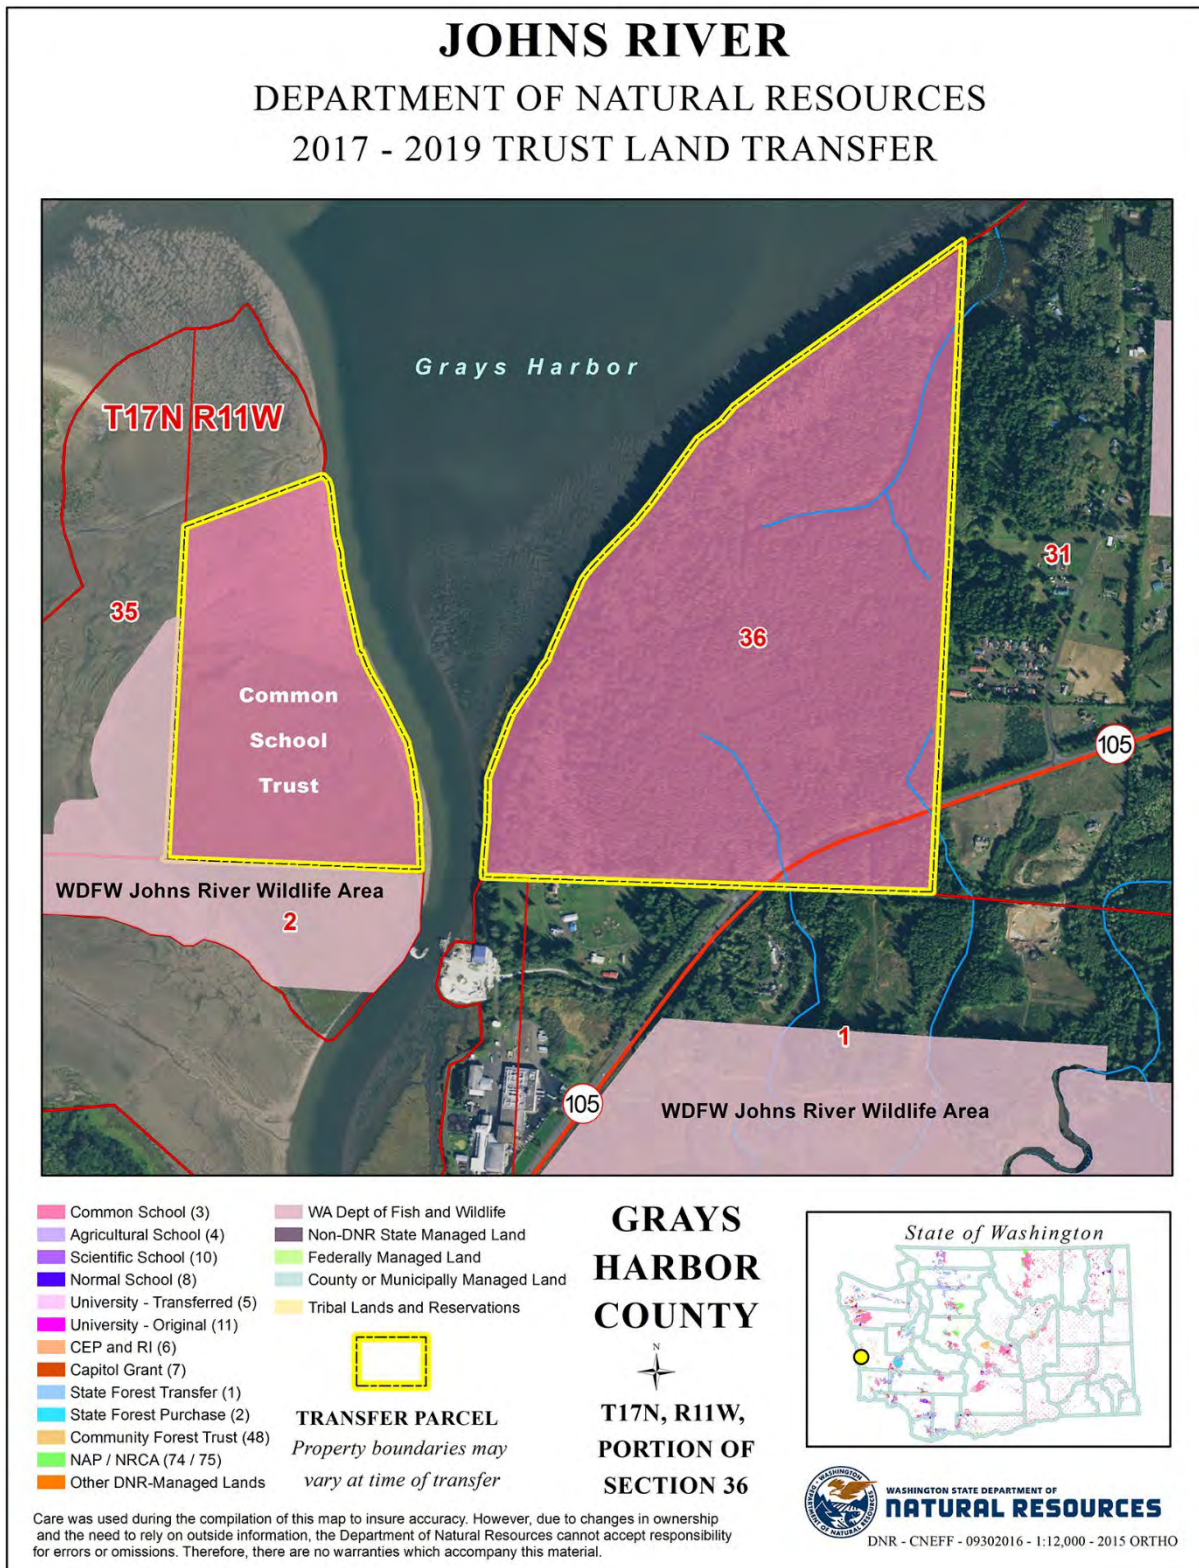 JOHNS RIVER
DEPARTMENT OF NATURAL RESOURCES
2017 - 2019 TRUST LAND TRANSFER
Grays Harbor
T17N R11W
31
35
36
Common
School
Trust
105
WDFW Johns River Wildlife Area
2
1
105
WDFW Johns River Wildlife Area
Common School (3)
Agricultural School (4)
Scientific School (10)
Normal School (8)
University - Transferred (5)
University - Original (11)
CEP and RI (6)
Capitol Grant (7)
State Forest Transfer (1)
State Forest Purchase (2)
Community Forest Trust (48)
NAP / NRCA (74 / 75)
Other DNR-Managed Lands
WA Dept of Fish and Wildlife
Non-DNR State Managed Land
Federally Managed Land
County or Municipally Managed Land
Tribal Lands and Reservations
TRANSFER PARCEL
Property boundaries may
vary at time of transfer
GRAYS
HARBOR
COUNTY
N
T17N, R11W,
PORTION OF
SECTION 36
State of Washington
WASHINGTON
DEPARTMENT OF NATURAL RESOURCES
WASHINGTON STATE DEPARTMENT OF
NATURAL RESOURCES
DNR - CNEFF - 09302016 - 1:12,000 - 2015 ORTHO
Care was used during the compilation of this map to insure accuracy. However, due to changes in ownership
and the need to rely on outside information, the Department of Natural Resources cannot accept responsibility
for errors or omissions. Therefore, there are no warranties which accompany this material.